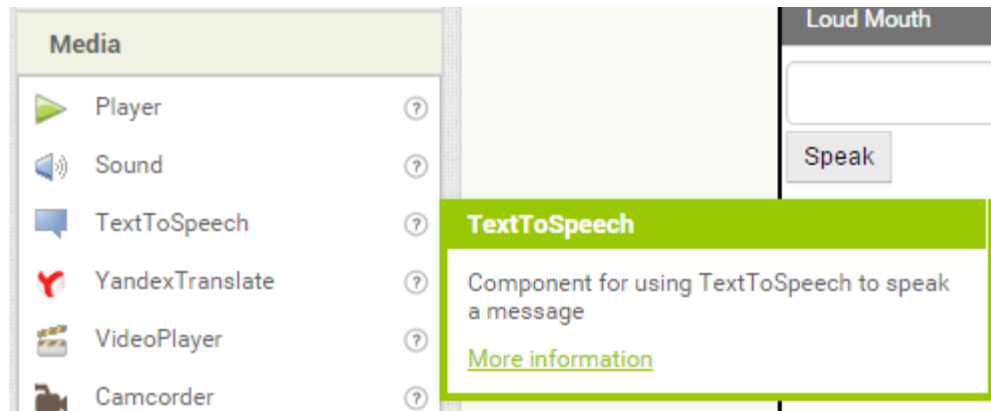 Media
Player
?
Sound
?
TextToSpeech
?
YandexTranslate
?
VideoPlayer
?
Camcorder
?
TextToSpeech
Component for using TextToSpeech to speak
a message
More information
Loud Mouth
Speak